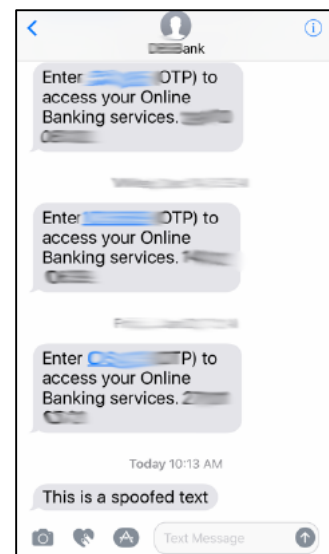 ank
Enter OTP) to
access your Online
Banking services.
Enter OTP) to
access your Online
Banking services.
Enter P) to
access your Online
Banking services.
Today 10:13 AM
This is a spoofed text
Text Message